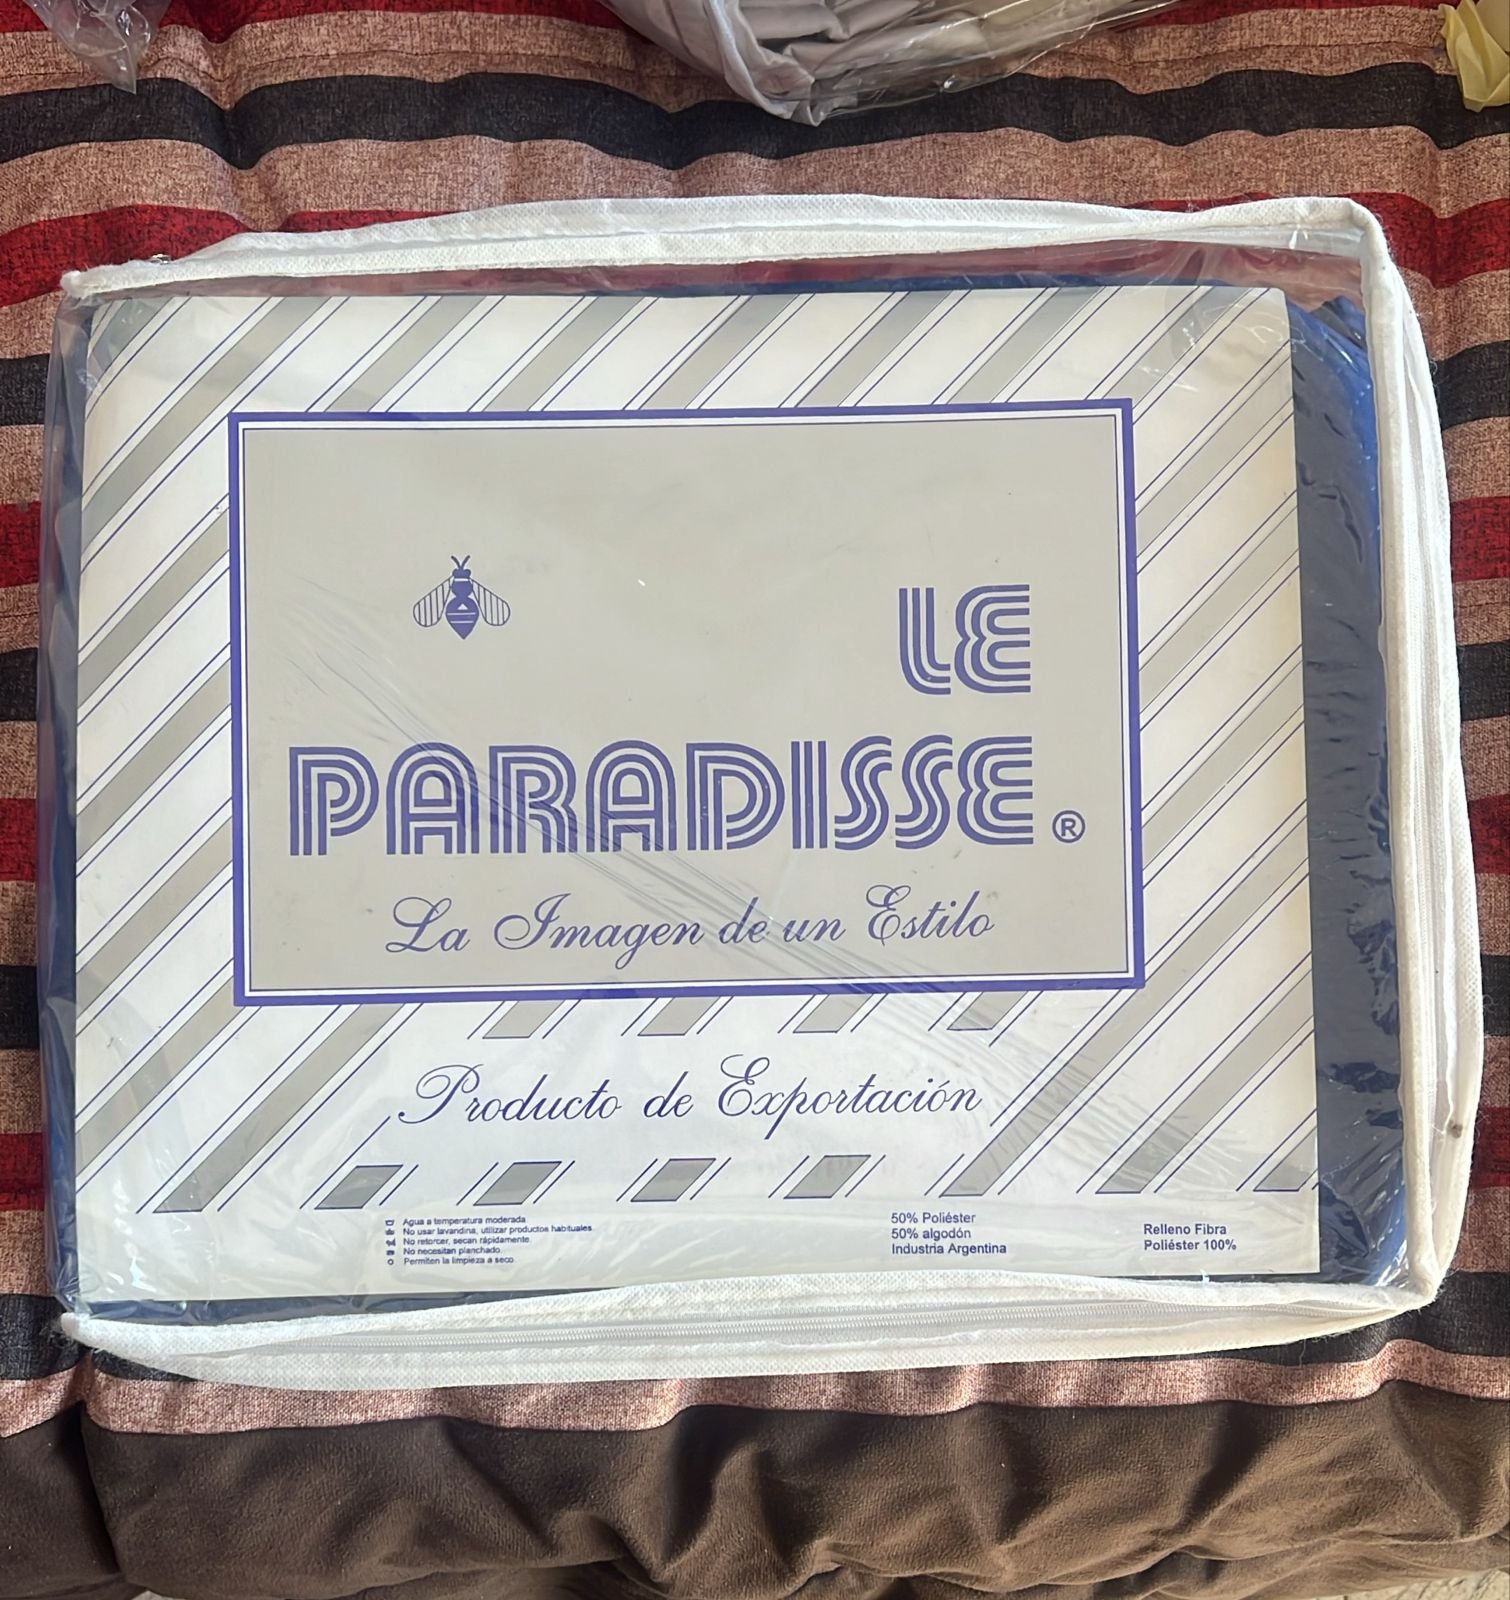 LE
PARADISSE ®
La Imagen de un Estilo
Producto de Exportación
Agua a temperatura moderada
No usar lavandina, utilizar productos habituales
No retorcer, secan rápidamente.
No necesitan planchado.
Permiten la limpieza a seco
50% Poliéster
50% algodón
Industria Argentina
Relleno Fibra
Poliéster 100%